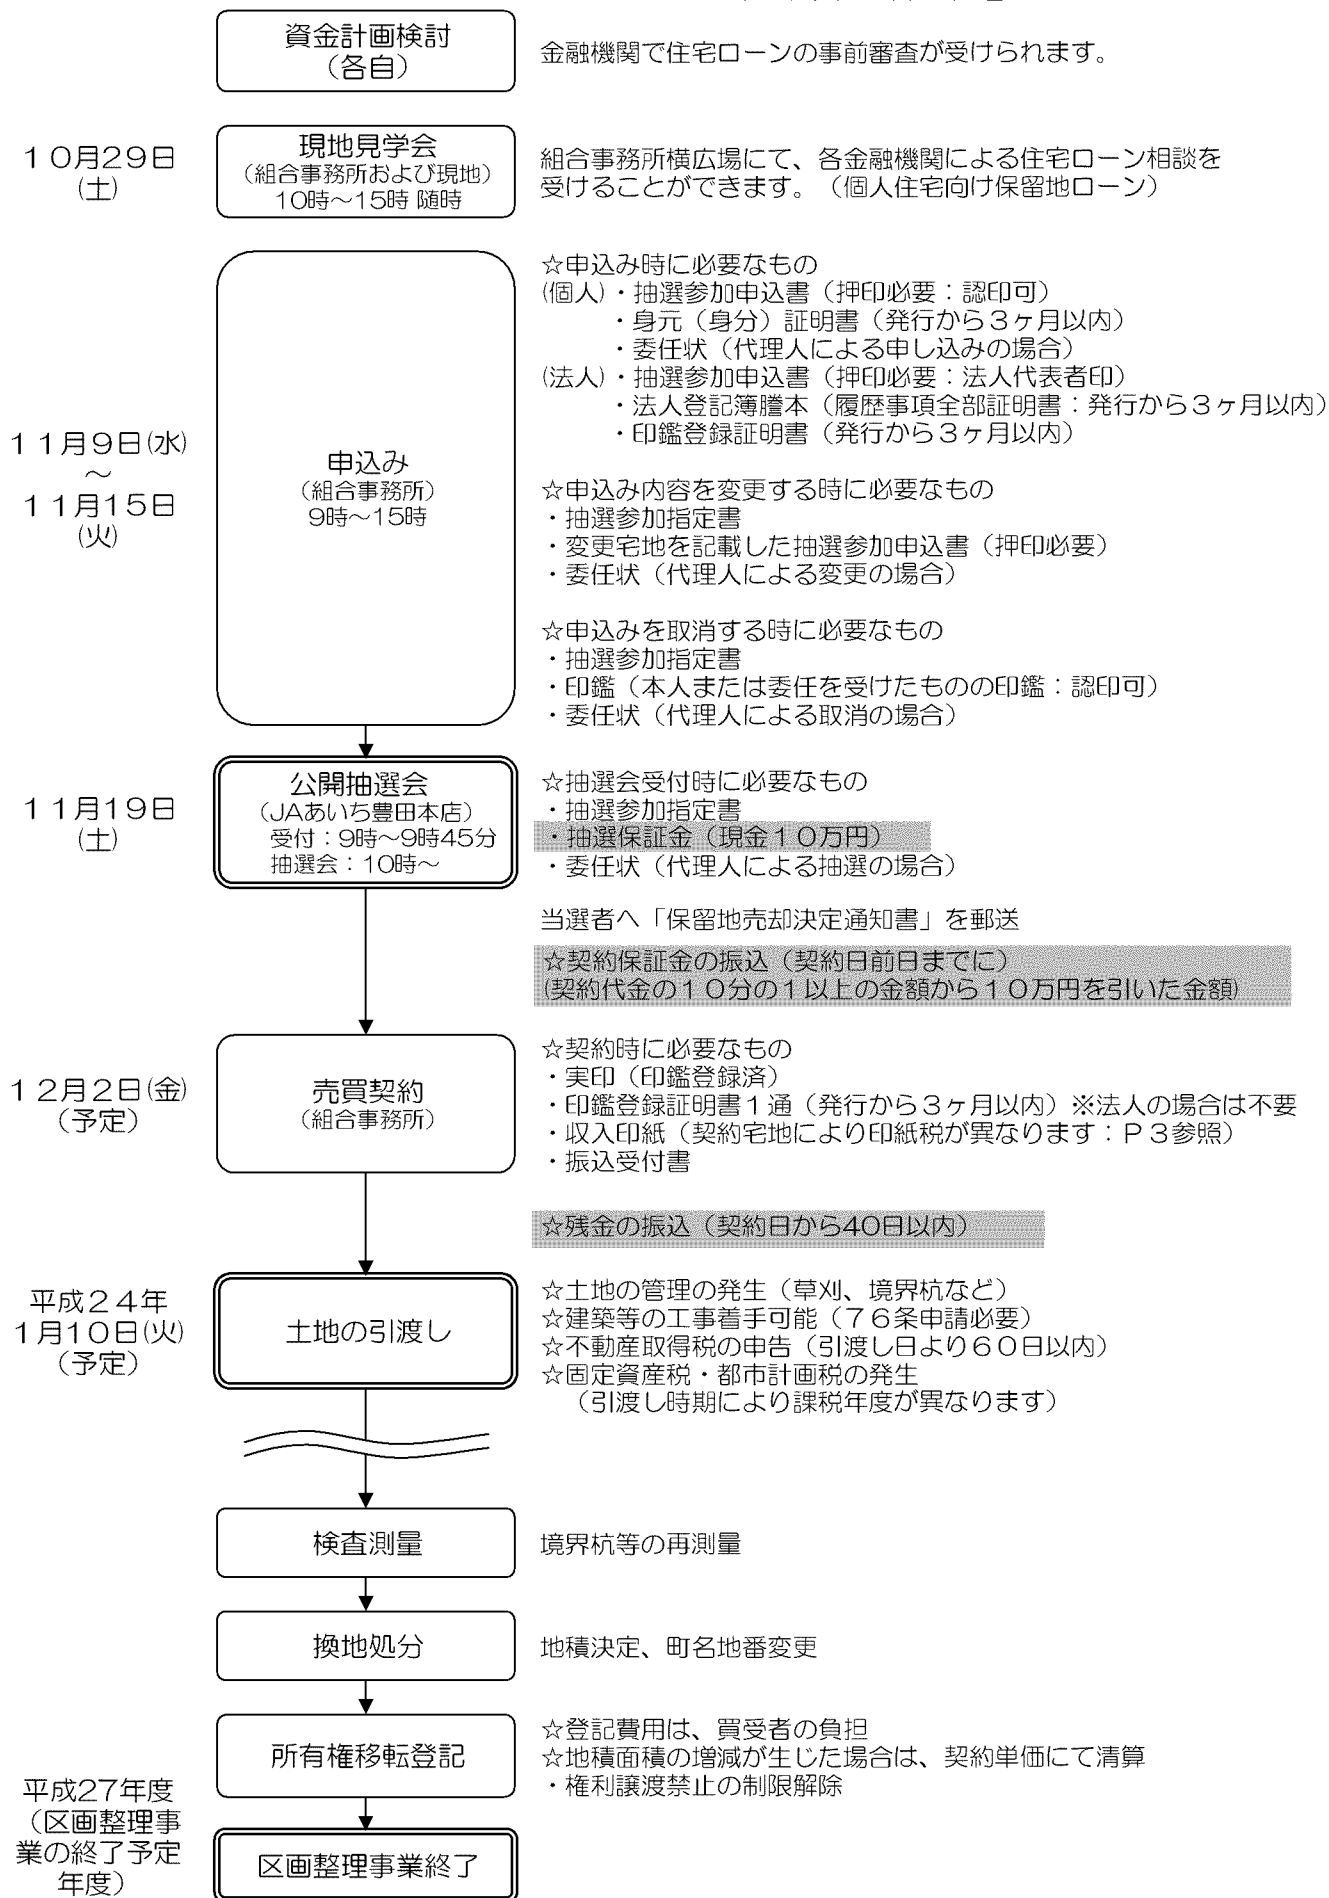 資金計画検討
（各自）
金融機関で住宅ローンの事前審査が受けられます。
１０月29日
(土)
現地見学会
（組合事務所および現地）
10時～15時 随時
組合事務所横広場にて、各金融機関による住宅ローン相談を
受けることができます。（個人住宅向け保留地ローン）
１１月９日(水)
～
１１月15日
(火)
申込み
（組合事務所）
9時～15時
☆申込み時に必要なもの
(個人)・抽選参加申込書（押印必要：認印可）
・身元（身分）証明書（発行から３ヶ月以内）
・委任状（代理人による申し込みの場合）
(法人)・抽選参加申込書（押印必要：法人代表者印）
・法人登記簿謄本（履歴事項全部証明書：発行から３ヶ月以内）
・印鑑登録証明書（発行から３ヶ月以内）
☆申込み内容を変更する時に必要なもの
・抽選参加指定書
・変更宅地を記載した抽選参加申込書（押印必要）
・委任状（代理人による変更の場合）
☆申込みを取消する時に必要なもの
・抽選参加指定書
・印鑑（本人または委任を受けたものの印鑑：認印可）
・委任状（代理人による取消の場合）
１１月19日
(土)
公開抽選会
（JAあいち豊田本店）
受付：9時～9時45分
抽選会：10時～
☆抽選会受付時に必要なもの
・抽選参加指定書
・抽選保証金（現金１０万円）
・委任状（代理人による抽選の場合）
当選者へ「保留地売却決定通知書」を郵送
☆契約保証金の振込（契約日前日までに）
(契約代金の１０分の１以上の金額から１０万円を引いた金額)
１２月２日(金)
（予定）
売買契約
（組合事務所）
☆契約時に必要なもの
・実印（印鑑登録済）
・印鑑登録証明書１通（発行から３ヶ月以内）※法人の場合は不要
・収入印紙（契約宅地により印紙税が異なります：Ｐ３参照）
・振込受付書
☆残金の振込（契約日から40日以内）
平成２４年
１月10日(火)
（予定）
土地の引渡し
☆土地の管理の発生（草刈、境界杭など）
☆建築等の工事着手可能（７６条申請必要）
☆不動産取得税の申告（引渡し日より６０日以内）
☆固定資産税・都市計画税の発生
（引渡し時期により課税年度が異なります）
検査測量
境界杭等の再測量
換地処分
地積決定、町名地番変更
所有権移転登記
☆登記費用は、買受者の負担
☆地積面積の増減が生じた場合は、契約単価にて清算
・権利譲渡禁止の制限解除
平成27年度
（区画整理事
業の終了予定
年度）
区画整理事業終了